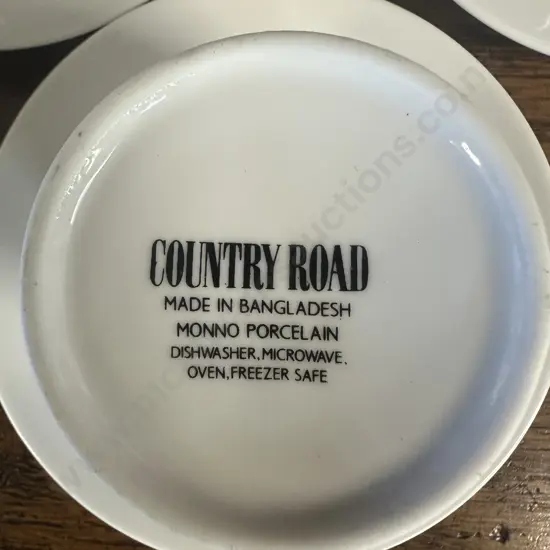 COUNTRY ROAD
MADE IN BANGLADESH
MONNO PORCELAIN
DISHWASHER, MICROWAVE,
OVEN, FREEZER SAFE